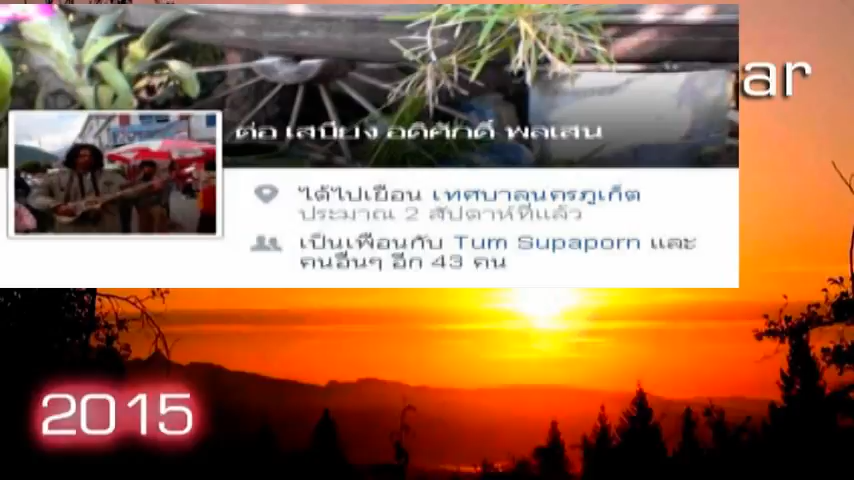 ar
ต่อ เสบียง อดิศักดิ์ พลเสน
ได้ไปเยือน เทศบาลนครภูเก็ต
ประมาณ 2 สัปดาห์ที่แล้ว
เป็นเพื่อนกับ Tum Supaporn และ
คนอื่นๆ อีก 43 คน
2015